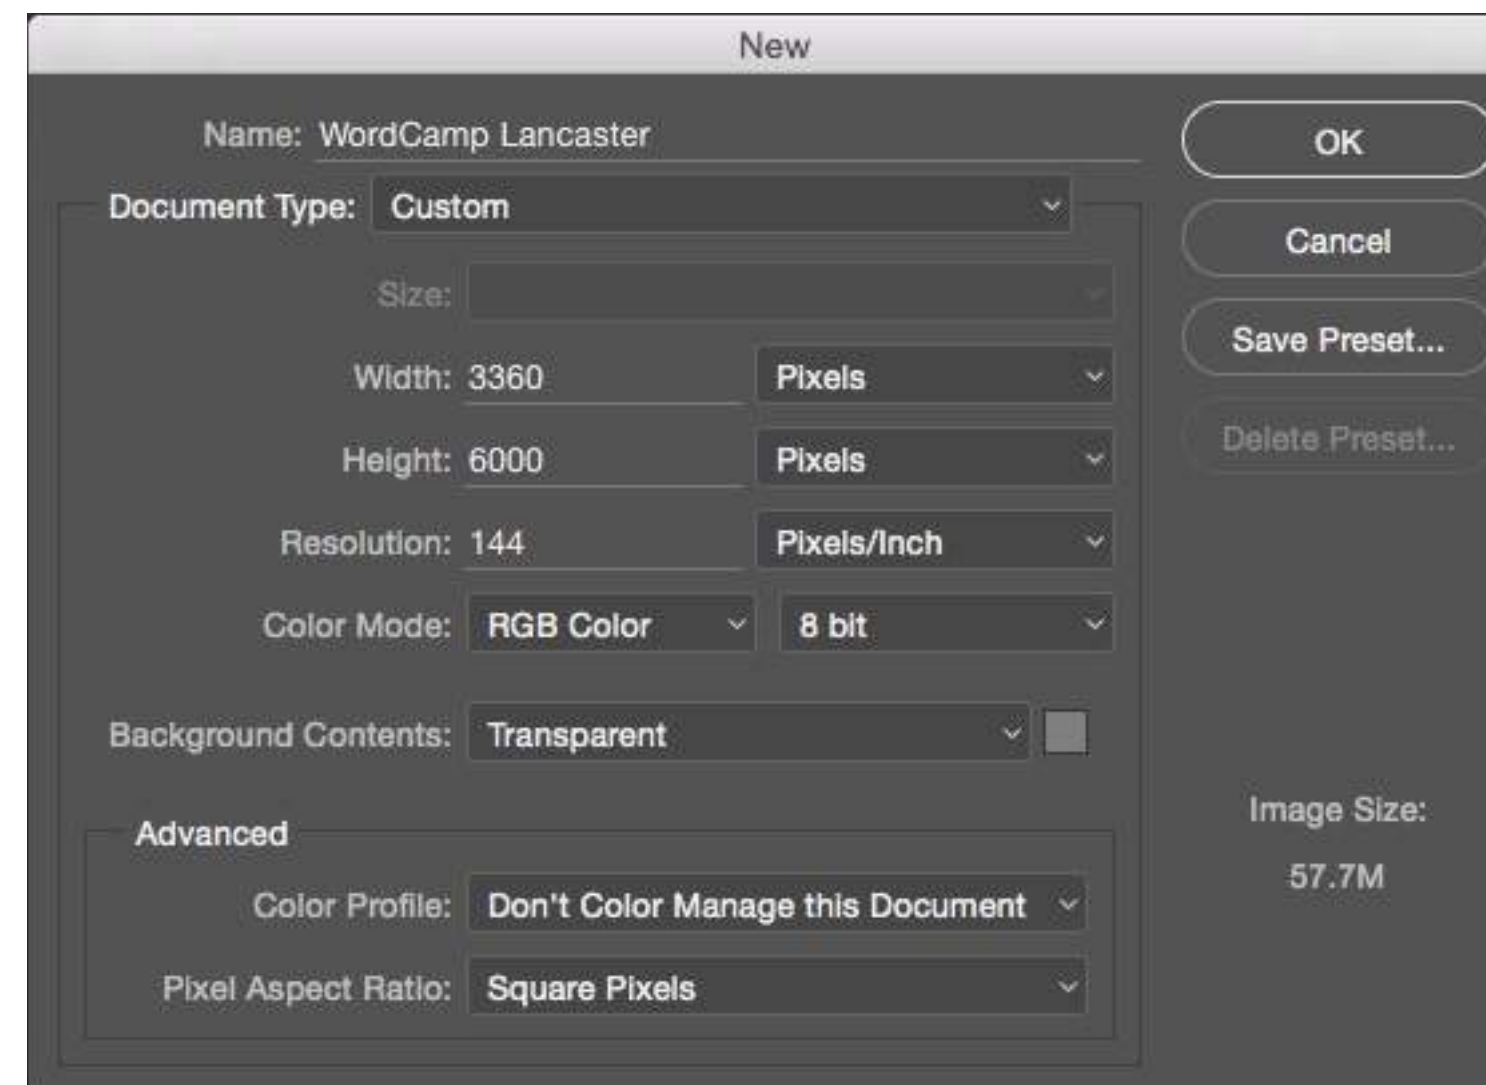 New
Name: WordCamp Lancaster
OK
Document Type: Custom
Cancel
Size:
Save Preset...
Width: 3360 Pixels
Delete Preset...
Height: 6000 Pixels
Resolution: 144 Pixels/Inch
Color Mode: RGB Color 8 bit
Background Contents: Transparent
Image Size:
57.7M
Advanced
Color Profile: Don't Color Manage this Document
Pixel Aspect Ratio: Square Pixels